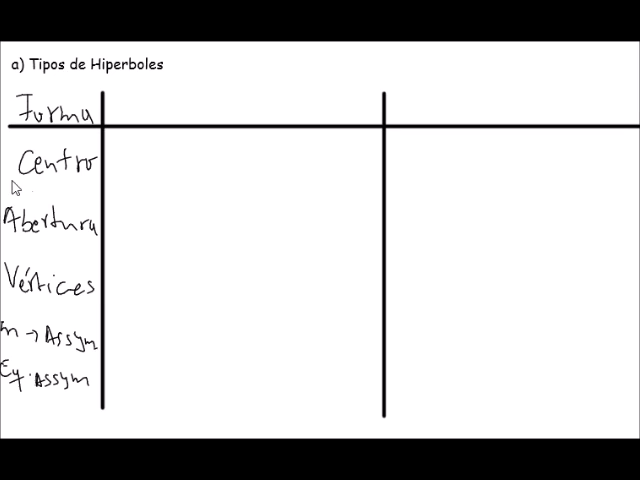 a) Tipos de Hiperboles
Forma
Centro
Abertura
Vértices
m → Assym
Eq. Assym